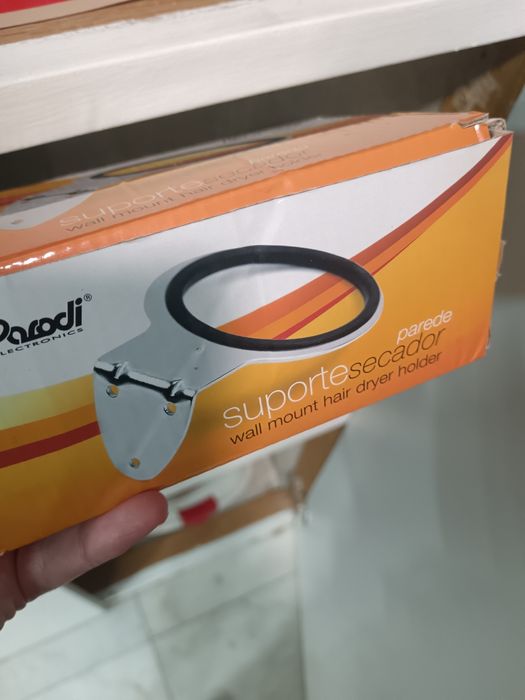 suportesecador
wall mount hair dryer holder
Parodi®
ELECTRONICS
parede
suportesecador
wall mount hair dryer holder